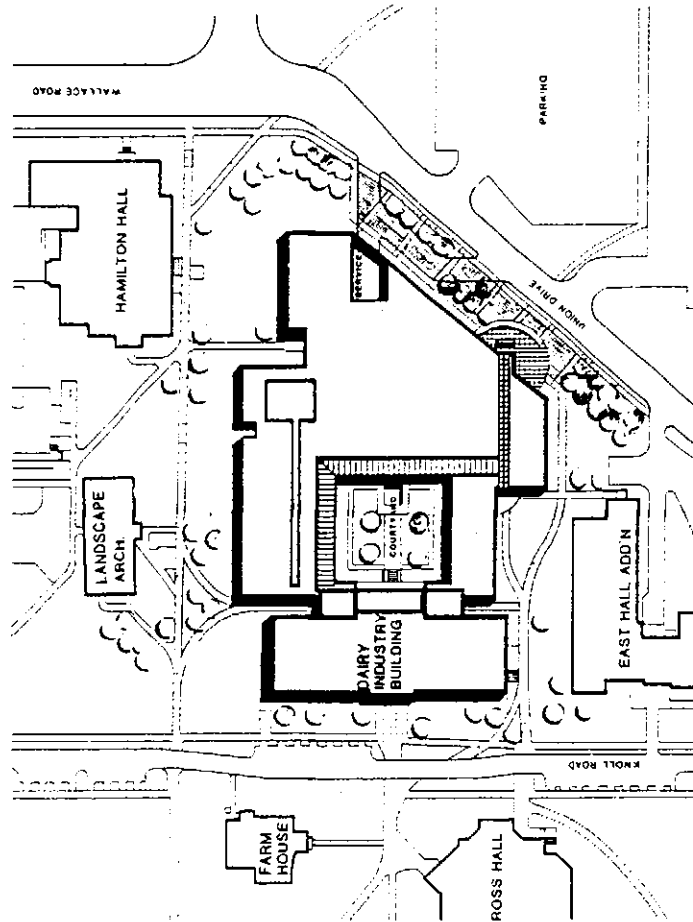 WALLACE ROAD
PARKING
HAMILTON HALL
SERVICE
UNION DRIVE
LANDSCAPE
ARCH.
COURTYARD
DAIRY
INDUSTRY
BUILDING
EAST HALL ADD'N
KNOLL ROAD
FARM
HOUSE
ROSS HALL